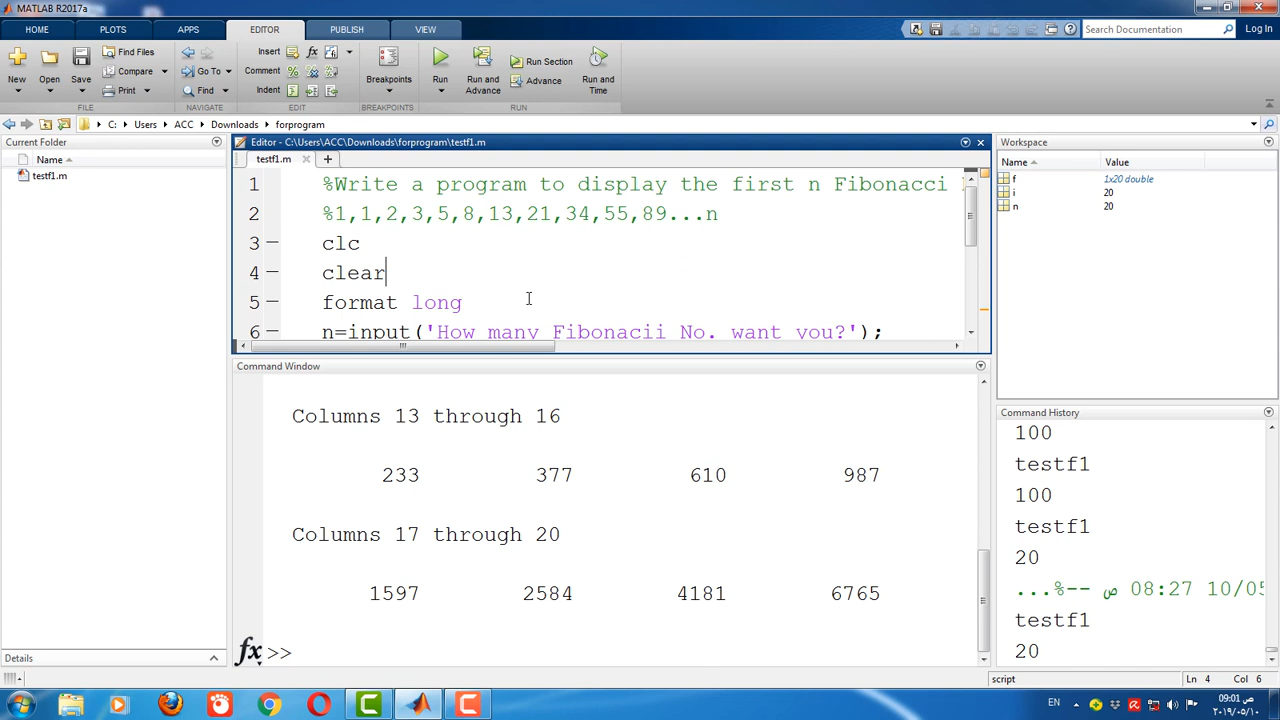 MATLAB R2017a
HOME PLOTS APPS EDITOR PUBLISH VIEW
Search Documentation Log In
New Open Save Find Files Compare Print
Go To Find
Insert Comment Indent
Breakpoints
Run Run and Advance Run Section Advance Run and Time
FILE NAVIGATE EDIT BREAKPOINTS RUN
C: Users ACC Downloads forprogram
Current Folder
Name
testf1.m
Details
Editor - C:\Users\ACC\Downloads\forprogram\testf1.m
testf1.m
1 %Write a program to display the first n Fibonacci
2 %1,1,2,3,5,8,13,21,34,55,89...n
3 clc
4 clear
5 format long
6 n=input('How many Fibonacii No. want you?');
Command Window
Columns 13 through 16
233 377 610 987
Columns 17 through 20
1597 2584 4181 6765
fx >>
Workspace
Name Value
f 1x20 double
i 20
n 20
Command History
100
testf1
100
testf1
20
...%-- ص 08:27 10/05
testf1
20
script Ln 4 Col 6
EN
09:01 ص
٢٠١٩/٠٥/١٠